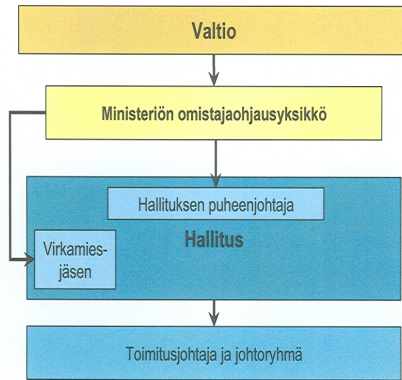 Valtio
Ministeriön omistajaohjausyksikkö
Hallituksen puheenjohtaja
Hallitus
Virkamies-
jäsen
Toimitusjohtaja ja johtoryhmä